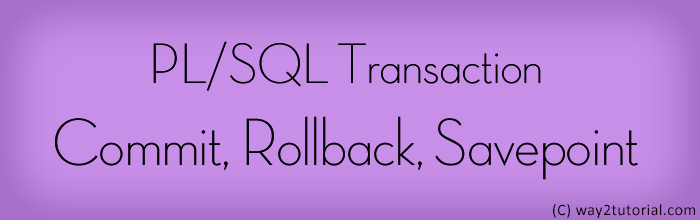 PL/SQL Transaction
Commit, Rollback, Savepoint
(C) way2tutorial.com